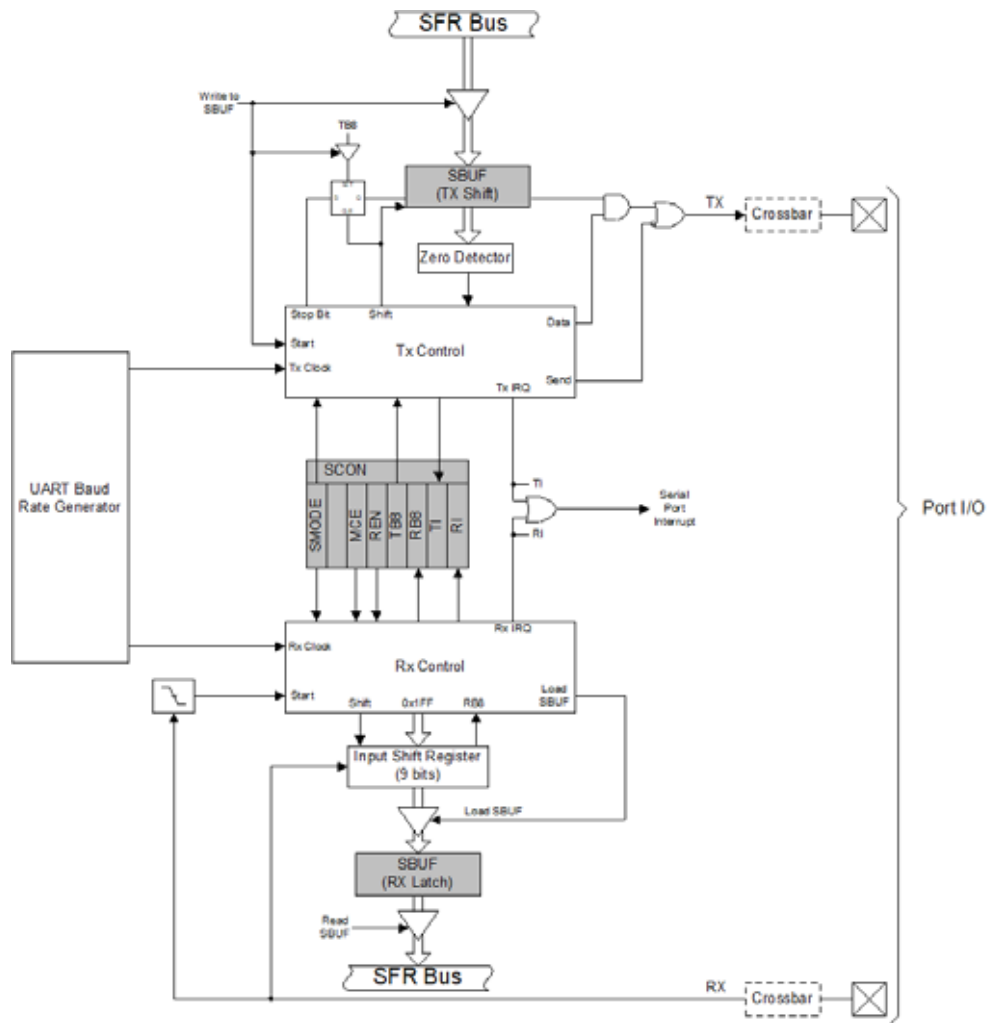 SFR Bus
Write to
SBUF
TB8
SBUF
(TX Shift)
TX
Crossbar
Zero Detector
Stop Bit
Shift
Data
Start
Tx Control
Tx Clock
Tx IRQ
Send
UART Baud
Rate Generator
SCON
SMODE
MCE
REN
TB8
RB8
TI
RI
TI
RI
Serial
Port
Interrupt
Port I/O
Rx IRQ
Rx Clock
Rx Control
Start
Load
SBUF
Shift
0x1FF
RB8
Input Shift Register
(9 bits)
Load SBUF
SBUF
(RX Latch)
Read
SBUF
SFR Bus
RX
Crossbar